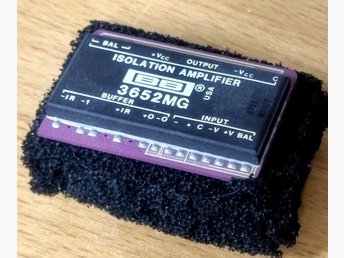 BAL +Vcc OUTPUT -Vcc C
ISOLATION AMPLIFIER
BB ®
3652MG
USA
BUFFER INPUT
-IR -I +IR +O -O - + C -V +V BAL